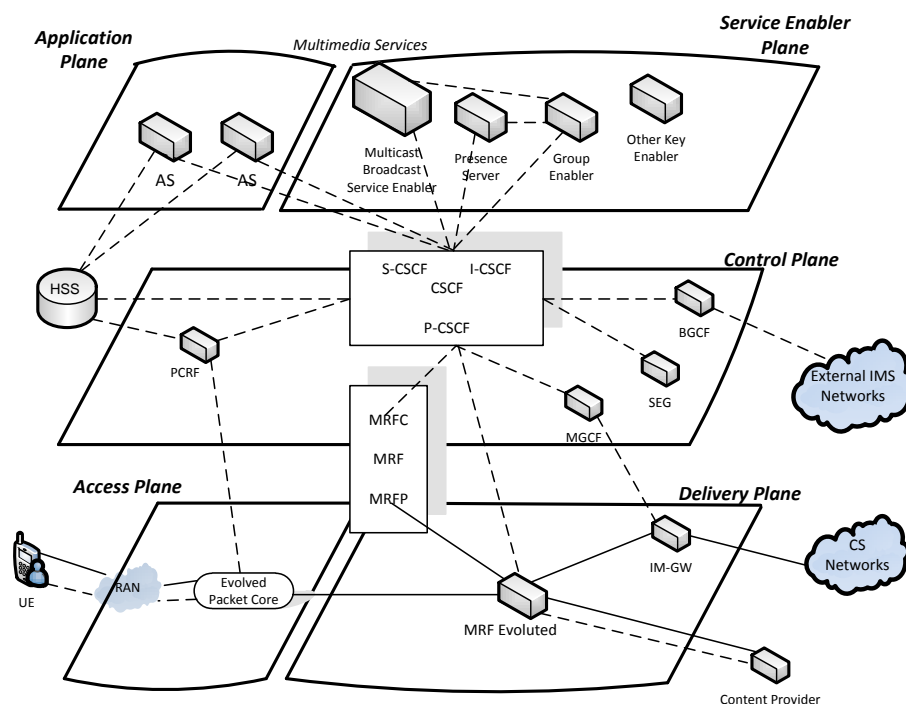 Application
Plane
Multimedia Services
Service Enabler
Plane
AS
AS
Multicast
Broadcast
Service Enabler
Presence
Server
Group
Enabler
Other Key
Enabler
HSS
S-CSCF
I-CSCF
CSCF
P-CSCF
Control Plane
BGCF
PCRF
SEG
External IMS
Networks
MRFC
MGCF
MRF
MRFP
Access Plane
Delivery Plane
UE
RAN
Evolved
Packet Core
IM-GW
CS
Networks
MRF Evoluted
Content Provider